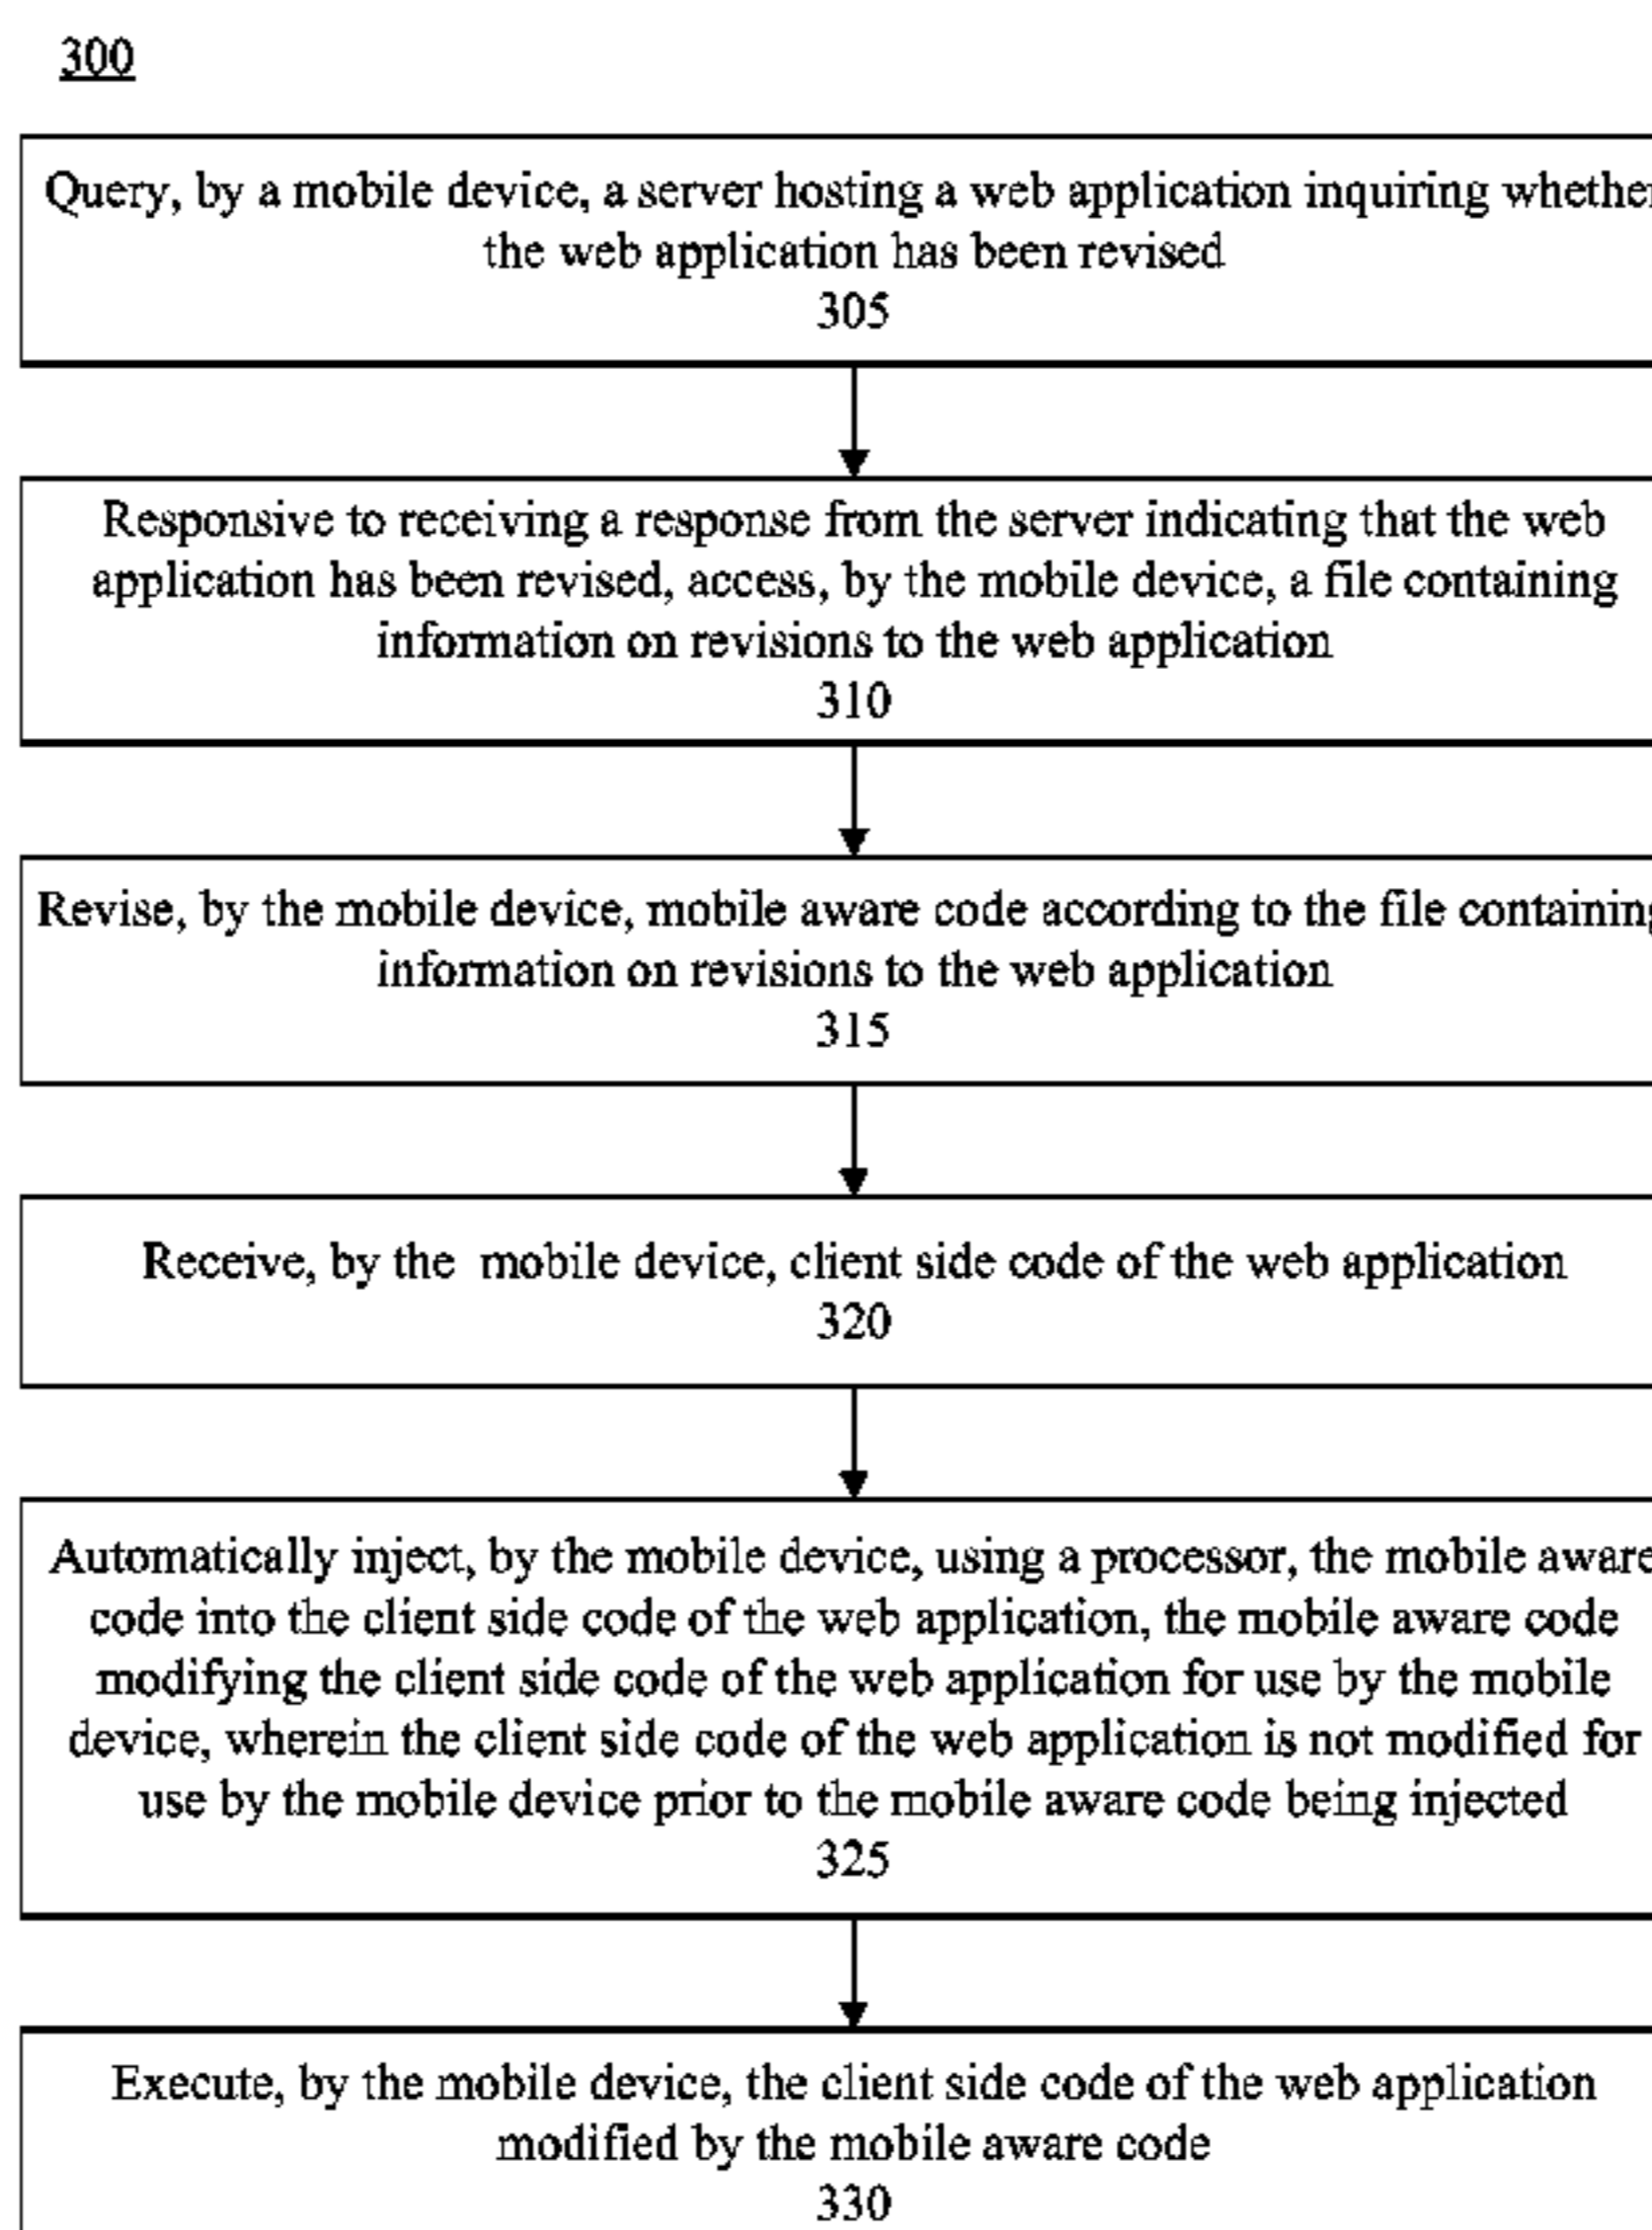 300
Query, by a mobile device, a server hosting a web application inquiring whether
the web application has been revised
305
Responsive to receiving a response from the server indicating that the web
application has been revised, access, by the mobile device, a file containing
information on revisions to the web application
310
Revise, by the mobile device, mobile aware code according to the file containing
information on revisions to the web application
315
Receive, by the mobile device, client side code of the web application
320
Automatically inject, by the mobile device, using a processor, the mobile aware
code into the client side code of the web application, the mobile aware code
modifying the client side code of the web application for use by the mobile
device, wherein the client side code of the web application is not modified for
use by the mobile device prior to the mobile aware code being injected
325
Execute, by the mobile device, the client side code of the web application
modified by the mobile aware code
330